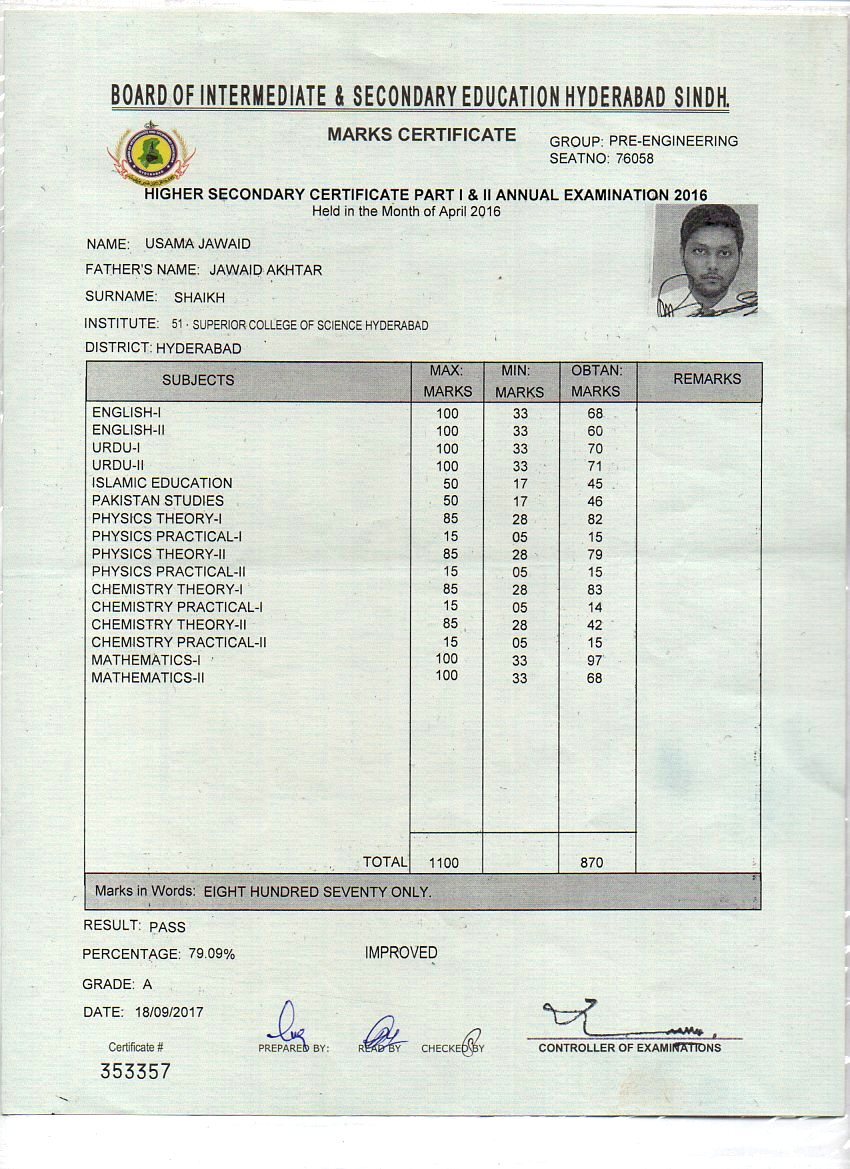 BOARD OF INTERMEDIATE & SECONDARY EDUCATION HYDERABAD SINDH.
MARKS CERTIFICATE
GROUP: PRE-ENGINEERING
SEATNO: 76058
HIGHER SECONDARY CERTIFICATE PART I & II ANNUAL EXAMINATION 2016
Held in the Month of April 2016
NAME: USAMA JAWAID
FATHER'S NAME: JAWAID AKHTAR
SURNAME: SHAIKH
INSTITUTE: 51 - SUPERIOR COLLEGE OF SCIENCE HYDERABAD
DISTRICT: HYDERABAD
SUBJECTS MAX: MARKS MIN: MARKS OBTAN: MARKS REMARKS
ENGLISH-I 100 33 68
ENGLISH-II 100 33 60
URDU-I 100 33 70
URDU-II 100 33 71
ISLAMIC EDUCATION 50 17 45
PAKISTAN STUDIES 50 17 46
PHYSICS THEORY-I 85 28 82
PHYSICS PRACTICAL-I 15 05 15
PHYSICS THEORY-II 85 28 79
PHYSICS PRACTICAL-II 15 05 15
CHEMISTRY THEORY-I 85 28 83
CHEMISTRY PRACTICAL-I 15 05 14
CHEMISTRY THEORY-II 85 28 42
CHEMISTRY PRACTICAL-II 15 05 15
MATHEMATICS-I 100 33 97
MATHEMATICS-II 100 33 68
TOTAL 1100 870
Marks in Words: EIGHT HUNDRED SEVENTY ONLY.
RESULT: PASS
PERCENTAGE: 79.09% IMPROVED
GRADE: A
DATE: 18/09/2017
Certificate # PREPARED BY: READ BY CHECKED BY CONTROLLER OF EXAMINATIONS
353357